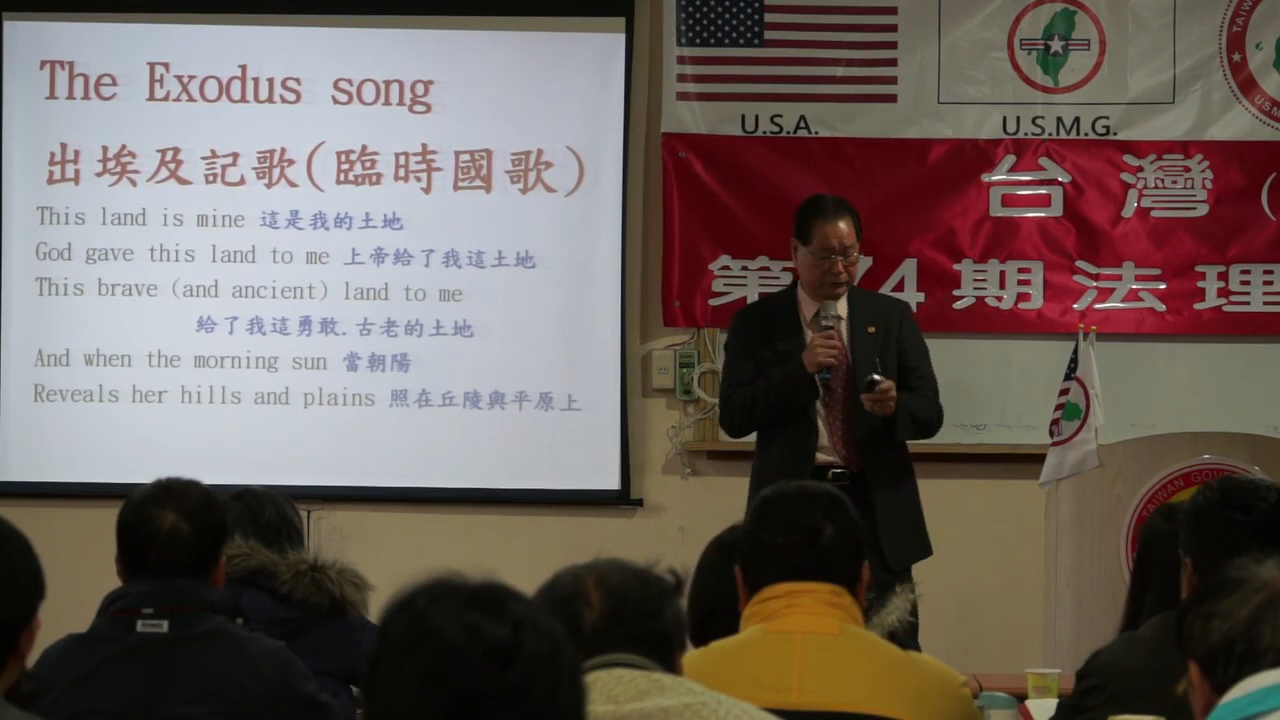 The Exodus song
出埃及記歌(臨時國歌)
This land is mine 這是我的土地
God gave this land to me 上帝給了我這土地
This brave (and ancient) land to me
給了我這勇敢.古老的土地
And when the morning sun 當朝陽
Reveals her hills and plains 照在丘陵與平原上
U.S.A.
U.S.M.G.
台灣(
第74期法理
TAIWAN GOV